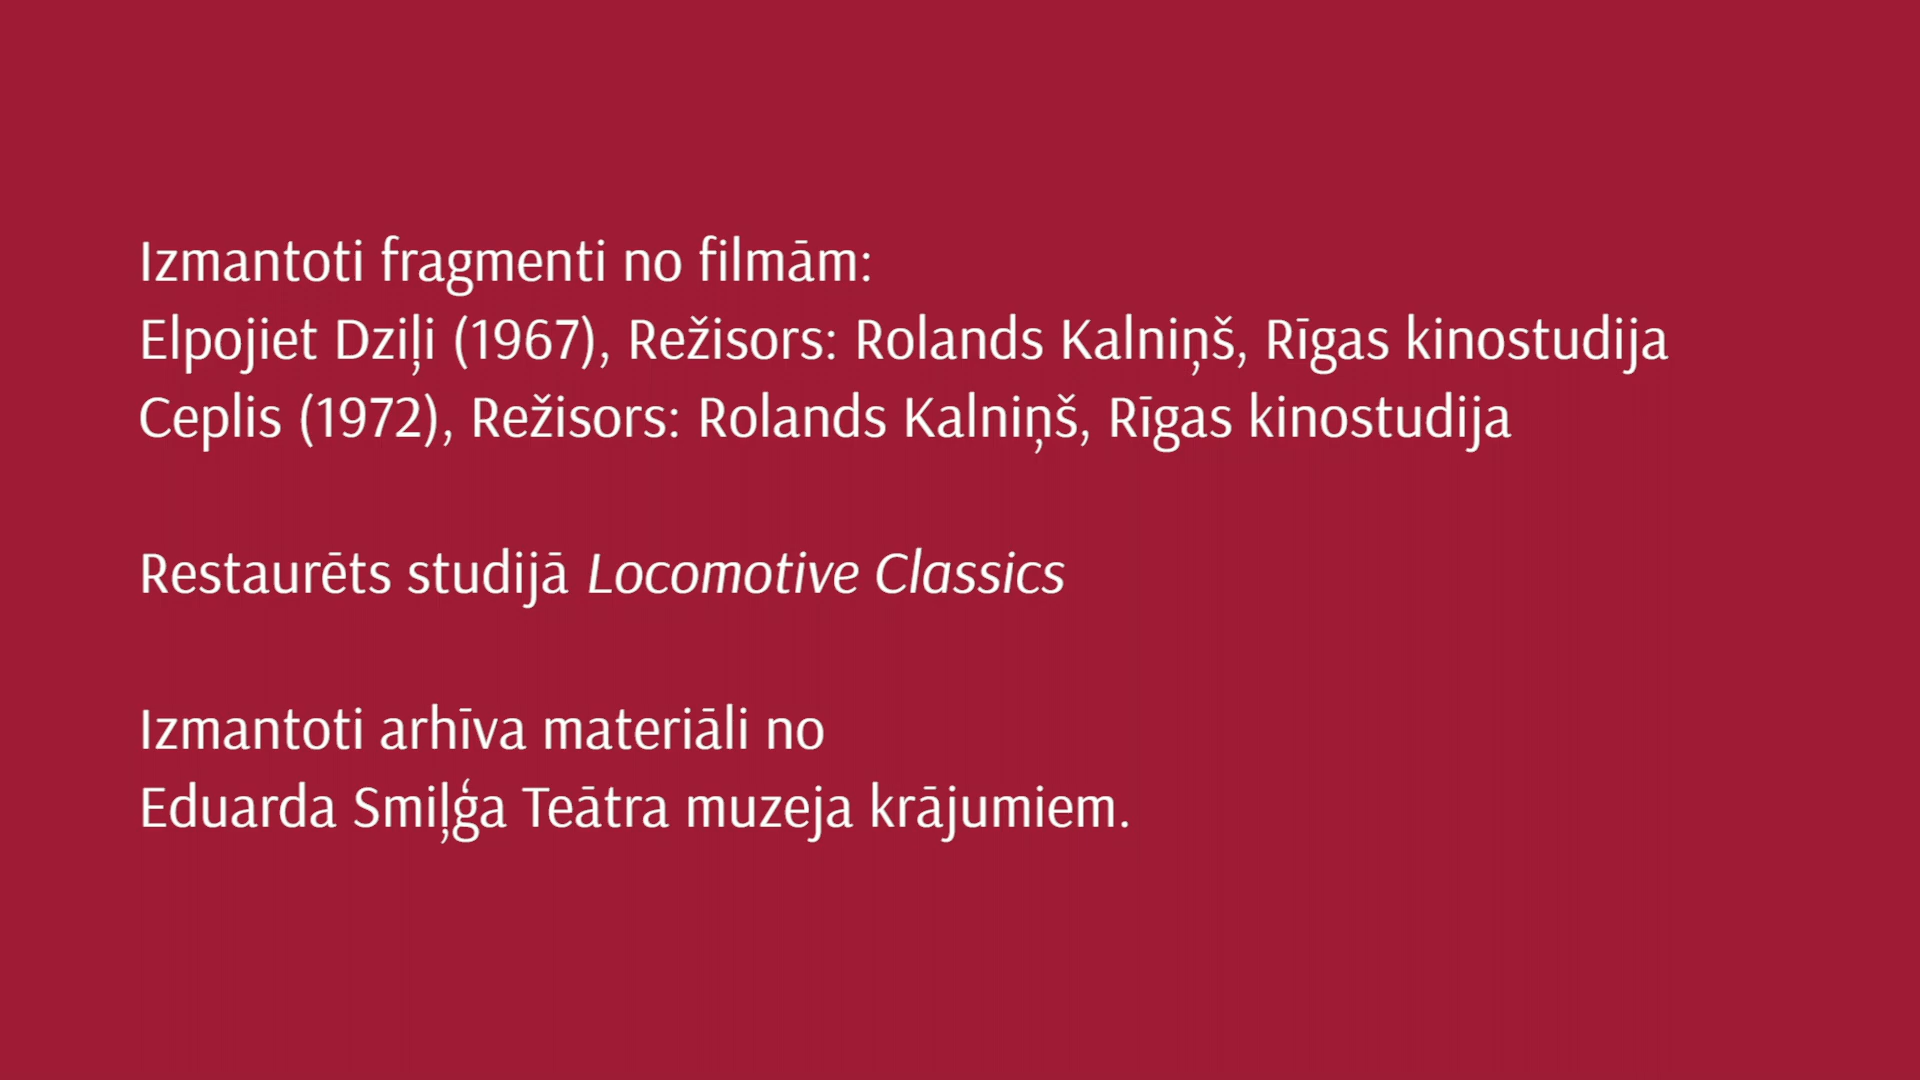 Izmantoti fragmenti no filmām:
Elpojiet Dziļi (1967), Režisors: Rolands Kalniņš, Rīgas kinostudija
Ceplis (1972), Režisors: Rolands Kalniņš, Rīgas kinostudija
Restaurēts studijā Locomotive Classics
Izmantoti arhīva materiāli no
Eduarda Smiļģa Teātra muzeja krājumiem.